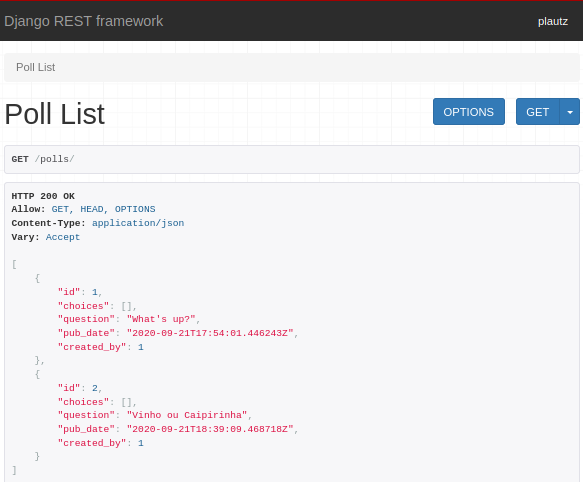 Django REST framework
plautz
Poll List
Poll List
OPTIONS
GET
GET /polls/
HTTP 200 OK
Allow: GET, HEAD, OPTIONS
Content-Type: application/json
Vary: Accept
[
    {
        "id": 1,
        "choices": [],
        "question": "What's up?",
        "pub_date": "2020-09-21T17:54:01.446243Z",
        "created_by": 1
    },
    {
        "id": 2,
        "choices": [],
        "question": "Vinho ou Caipirinha",
        "pub_date": "2020-09-21T18:39:09.468718Z",
        "created_by": 1
    }
]